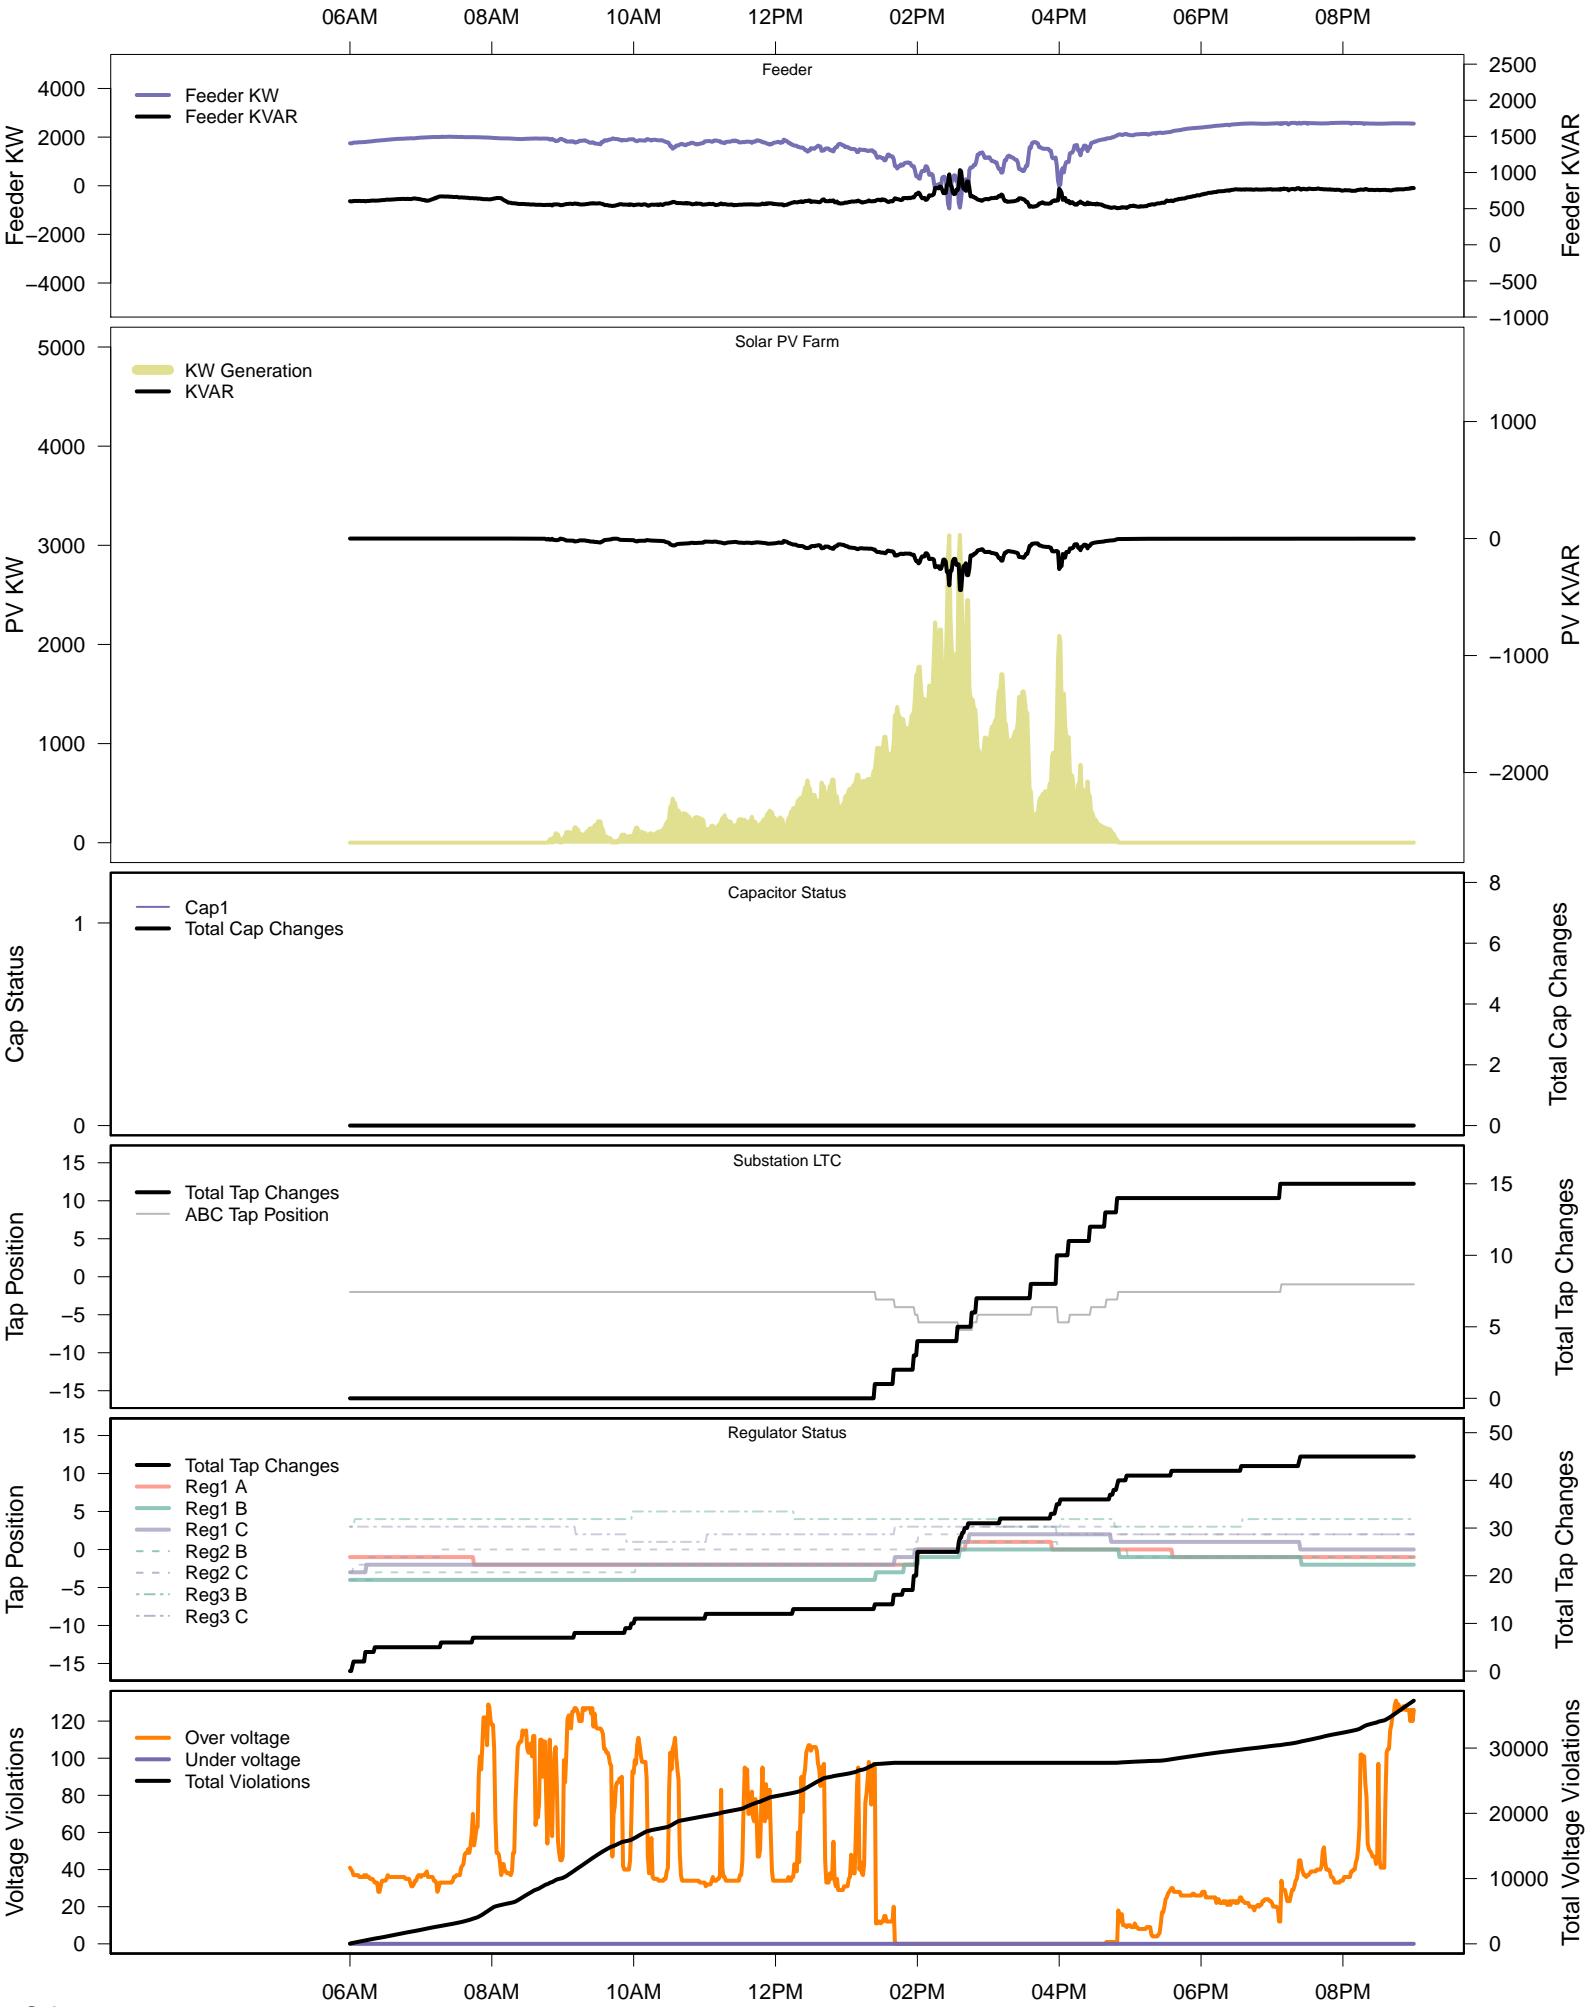 06AM 08AM 10AM 12PM 02PM 04PM 06PM 08PM
Feeder
Feeder KW
Feeder KVAR
4000
2000
0
−2000
−4000
Feeder KW
2500
2000
1500
1000
500
0
−500
−1000
Feeder KVAR
Solar PV Farm
KW Generation
KVAR
5000
4000
3000
2000
1000
0
PV KW
1000
0
−1000
−2000
PV KVAR
Capacitor Status
Cap1
Total Cap Changes
1
0
Cap Status
8
6
4
2
0
Total Cap Changes
Substation LTC
Total Tap Changes
ABC Tap Position
15
10
5
0
−5
−10
−15
Tap Position
15
10
5
0
Total Tap Changes
Regulator Status
Total Tap Changes
Reg1 A
Reg1 B
Reg1 C
Reg2 B
Reg2 C
Reg3 B
Reg3 C
15
10
5
0
−5
−10
−15
Tap Position
50
40
30
20
10
0
Total Tap Changes
Over voltage
Under voltage
Total Violations
120
100
80
60
40
20
0
Voltage Violations
30000
20000
10000
0
Total Voltage Violations
06AM 08AM 10AM 12PM 02PM 04PM 06PM 08PM